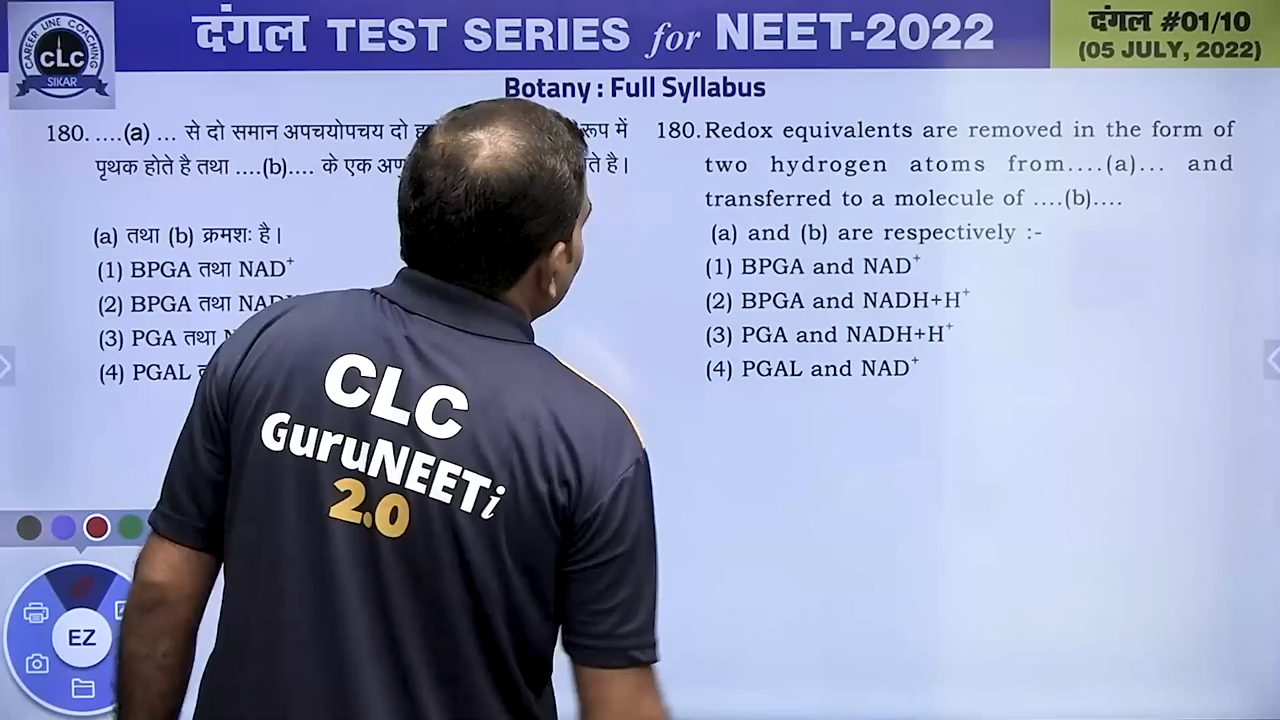 CAREER LINE COACHING
CLC
SIKAR
दंगल TEST SERIES for NEET-2022
दंगल #01/10
(05 JULY, 2022)
Botany : Full Syllabus
180. ....(a) ... से दो समान अपचयोपचय दो रूप में
पृथक होते है तथा ....(b).... के एक ते है।
(a) तथा (b) क्रमशः है।
(1) BPGA तथा NAD+
(2) BPGA तथा
(3) PGA तथा
(4) PGAL
180. Redox equivalents are removed in the form of
two hydrogen atoms from....(a)... and
transferred to a molecule of ....(b)....
(a) and (b) are respectively :-
(1) BPGA and NAD+
(2) BPGA and NADH+H+
(3) PGA and NADH+H+
(4) PGAL and NAD+
CLC
GuruNEETi
2.0
EZ